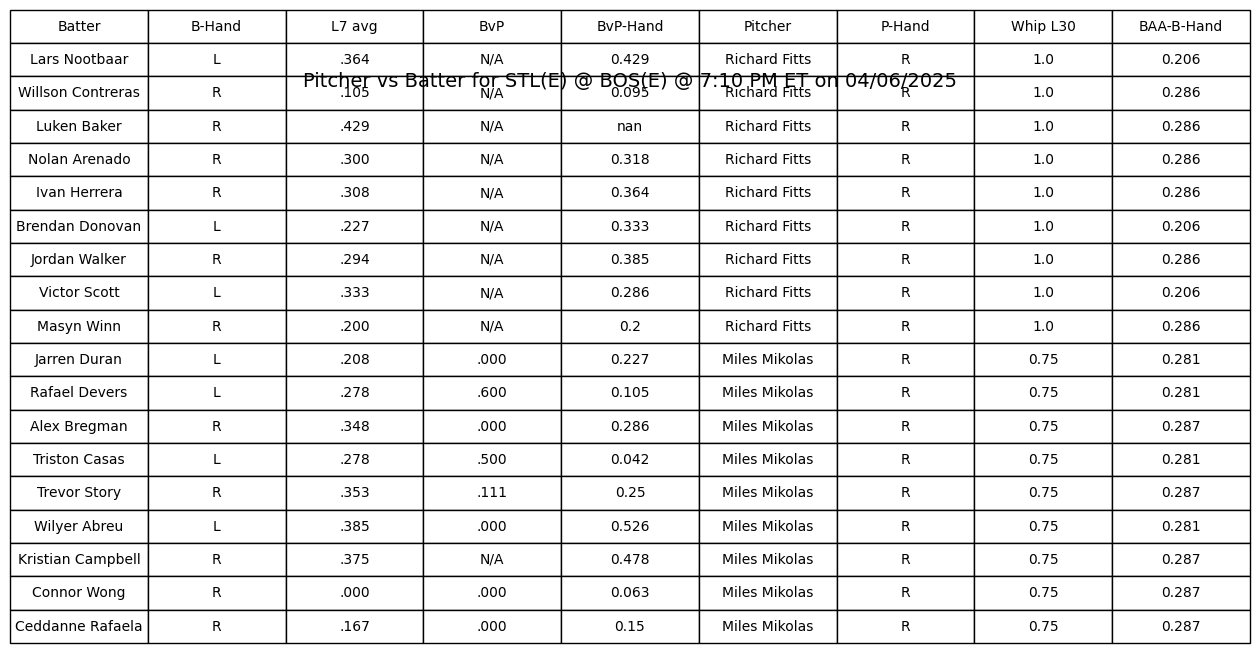 Batter B-Hand L7 avg BvP BvP-Hand Pitcher P-Hand Whip L30 BAA-B-Hand
Lars Nootbaar L .364 N/A 0.429 Richard Fitts R 1.0 0.206
Pitcher vs Batter for STL(E) @ BOS(E) @ 7:10 PM ET on 04/06/2025
Willson Contreras R .105 N/A 0.095 Richard Fitts R 1.0 0.286
Luken Baker R .429 N/A nan Richard Fitts R 1.0 0.286
Nolan Arenado R .300 N/A 0.318 Richard Fitts R 1.0 0.286
Ivan Herrera R .308 N/A 0.364 Richard Fitts R 1.0 0.286
Brendan Donovan L .227 N/A 0.333 Richard Fitts R 1.0 0.206
Jordan Walker R .294 N/A 0.385 Richard Fitts R 1.0 0.286
Victor Scott L .333 N/A 0.286 Richard Fitts R 1.0 0.206
Masyn Winn R .200 N/A 0.2 Richard Fitts R 1.0 0.286
Jarren Duran L .208 .000 0.227 Miles Mikolas R 0.75 0.281
Rafael Devers L .278 .600 0.105 Miles Mikolas R 0.75 0.281
Alex Bregman R .348 .000 0.286 Miles Mikolas R 0.75 0.287
Triston Casas L .278 .500 0.042 Miles Mikolas R 0.75 0.281
Trevor Story R .353 .111 0.25 Miles Mikolas R 0.75 0.287
Wilyer Abreu L .385 .000 0.526 Miles Mikolas R 0.75 0.281
Kristian Campbell R .375 N/A 0.478 Miles Mikolas R 0.75 0.287
Connor Wong R .000 .000 0.063 Miles Mikolas R 0.75 0.287
Ceddanne Rafaela R .167 .000 0.15 Miles Mikolas R 0.75 0.287